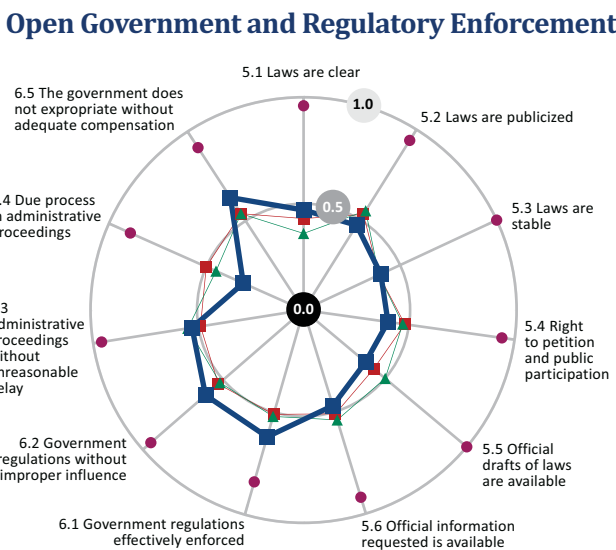 Open Government and Regulatory Enforcement
5.1 Laws are clear
1.0
5.2 Laws are publicized
5.3 Laws are
stable
5.4 Right
to petition
and public
participation
5.5 Official
drafts of laws
are available
5.6 Official information
requested is available
6.1 Government regulations
effectively enforced
6.2 Government
regulations without
improper influence
3
dministrative
roceedings
ithout
nreasonable
elay
.4 Due process
administrative
roceedings
6.5 The government does
not expropriate without
adequate compensation
0.5
0.0